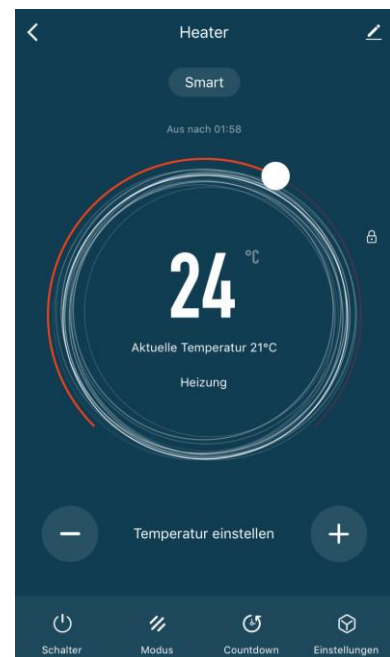 Heater
Smart
Aus nach 01:58
24 °C
Aktuelle Temperatur 21°C
Heizung
Temperatur einstellen
Schalter Modus Countdown Einstellungen